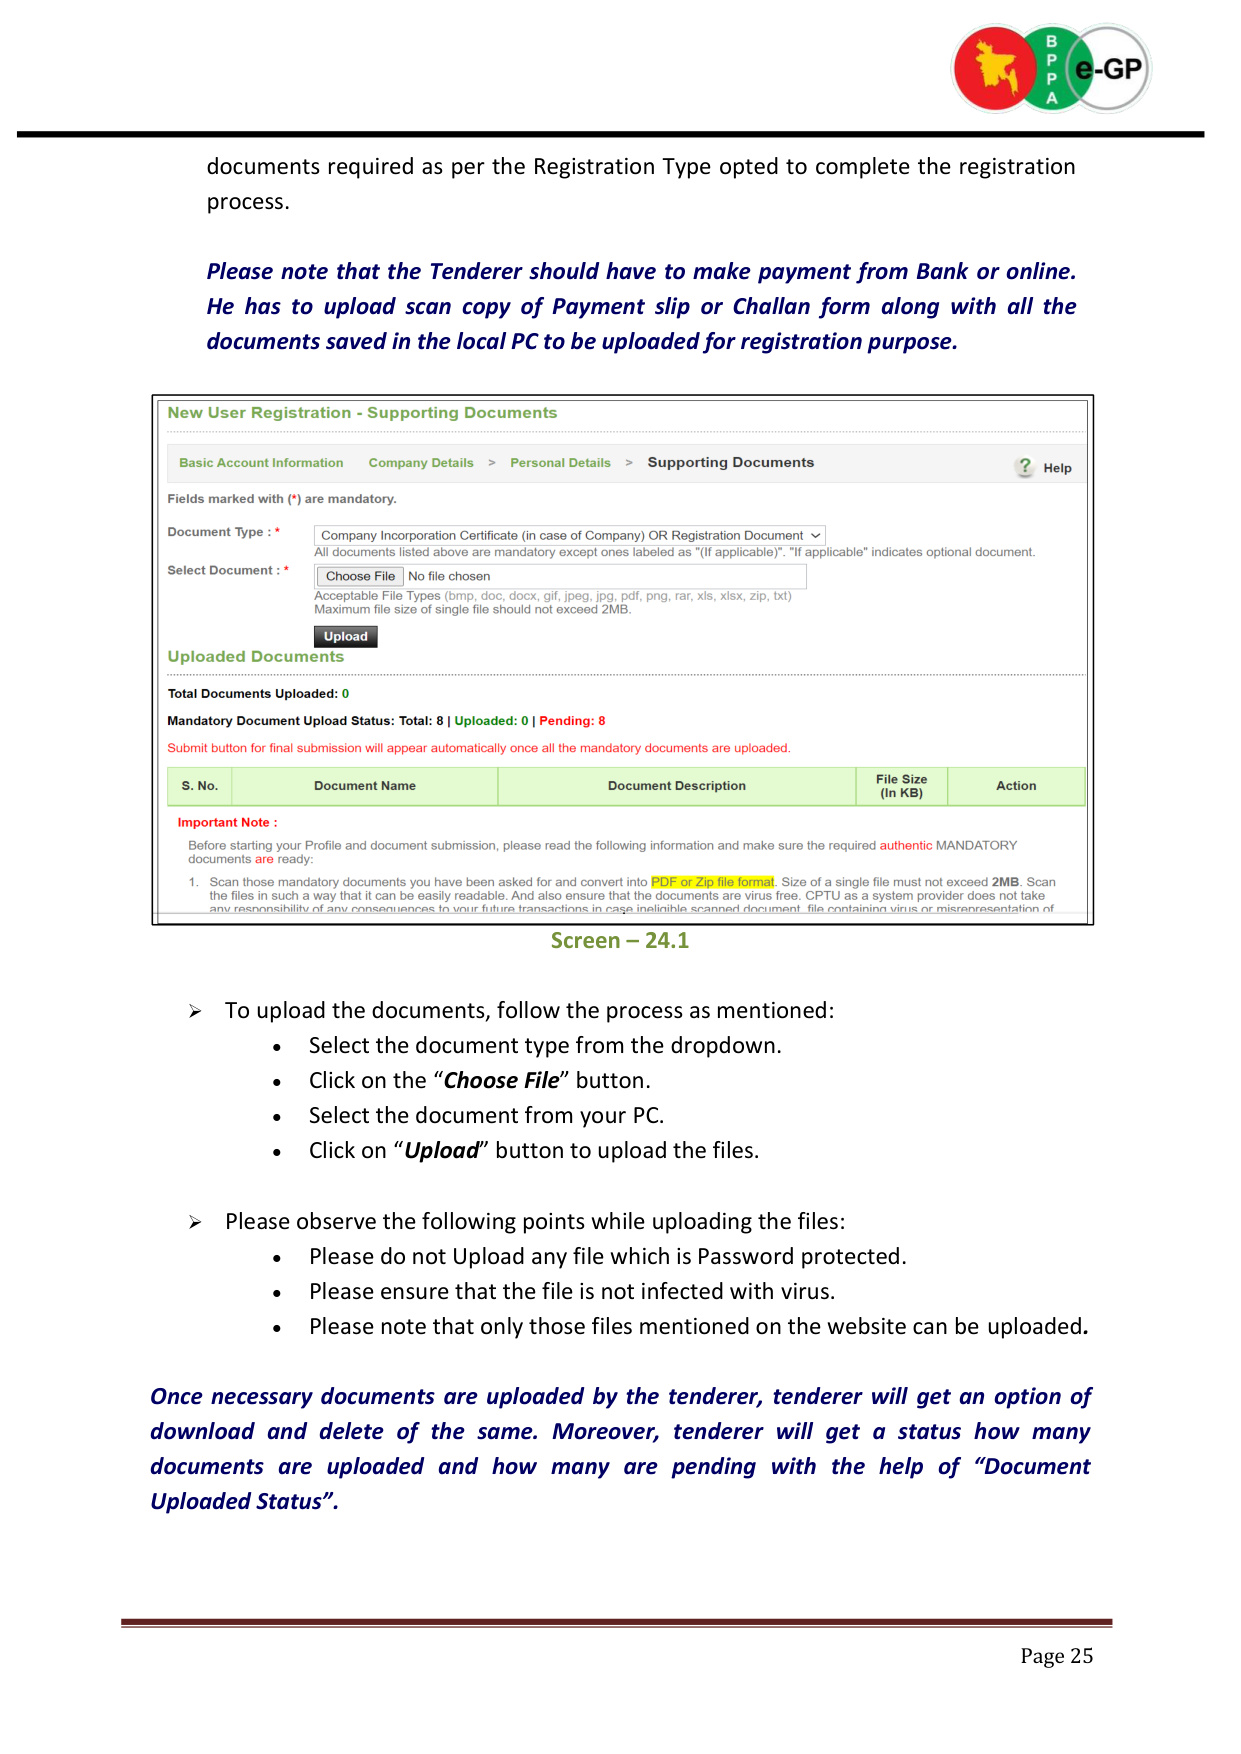 B
P
P
A
e-GP
documents required as per the Registration Type opted to complete the registration
process.
Please note that the Tenderer should have to make payment from Bank or online.
He has to upload scan copy of Payment slip or Challan form along with all the
documents saved in the local PC to be uploaded for registration purpose.
New User Registration - Supporting Documents
Basic Account Information Company Details > Personal Details > Supporting Documents
? Help
Fields marked with (*) are mandatory.
Document Type : * Company Incorporation Certificate (in case of Company) OR Registration Document
All documents listed above are mandatory except ones labeled as "(If applicable)". "If applicable" indicates optional document.
Select Document : * Choose File No file chosen
Acceptable File Types (bmp, doc, docx, gif, jpeg, jpg, pdf, png, rar, xls, xlsx, zip, txt)
Maximum file size of single file should not exceed 2MB.
Upload
Uploaded Documents
Total Documents Uploaded: 0
Mandatory Document Upload Status: Total: 8 | Uploaded: 0 | Pending: 8
Submit button for final submission will appear automatically once all the mandatory documents are uploaded.
S. No. Document Name Document Description File Size (In KB) Action
Important Note :
Before starting your Profile and document submission, please read the following information and make sure the required authentic MANDATORY
documents are ready:
1. Scan those mandatory documents you have been asked for and convert into PDF or Zip file format. Size of a single file must not exceed 2MB. Scan
the files in such a way that it can be easily readable. And also ensure that the documents are virus free. CPTU as a system provider does not take
any responsibility of any consequences to your future transactions in case ineligible scanned document, file containing virus or misrepresentation of
Screen – 24.1
➢ To upload the documents, follow the process as mentioned:
• Select the document type from the dropdown.
• Click on the “Choose File” button.
• Select the document from your PC.
• Click on “Upload” button to upload the files.
➢ Please observe the following points while uploading the files:
• Please do not Upload any file which is Password protected.
• Please ensure that the file is not infected with virus.
• Please note that only those files mentioned on the website can be uploaded.
Once necessary documents are uploaded by the tenderer, tenderer will get an option of
download and delete of the same. Moreover, tenderer will get a status how many
documents are uploaded and how many are pending with the help of “Document
Uploaded Status”.
Page 25